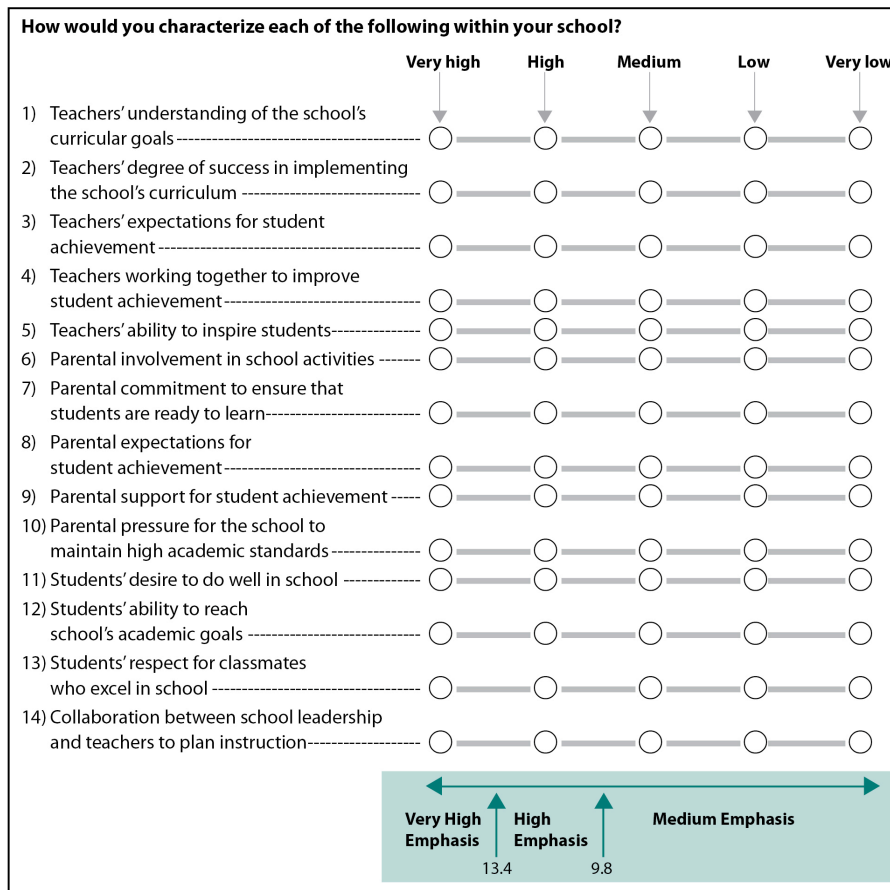 How would you characterize each of the following within your school?
Very high High Medium Low Very low
1) Teachers' understanding of the school's
curricular goals
2) Teachers' degree of success in implementing
the school's curriculum
3) Teachers' expectations for student
achievement
4) Teachers working together to improve
student achievement
5) Teachers' ability to inspire students
6) Parental involvement in school activities
7) Parental commitment to ensure that
students are ready to learn
8) Parental expectations for
student achievement
9) Parental support for student achievement
10) Parental pressure for the school to
maintain high academic standards
11) Students' desire to do well in school
12) Students' ability to reach
school's academic goals
13) Students' respect for classmates
who excel in school
14) Collaboration between school leadership
and teachers to plan instruction
Very High High Medium Emphasis
Emphasis Emphasis
13.4 9.8